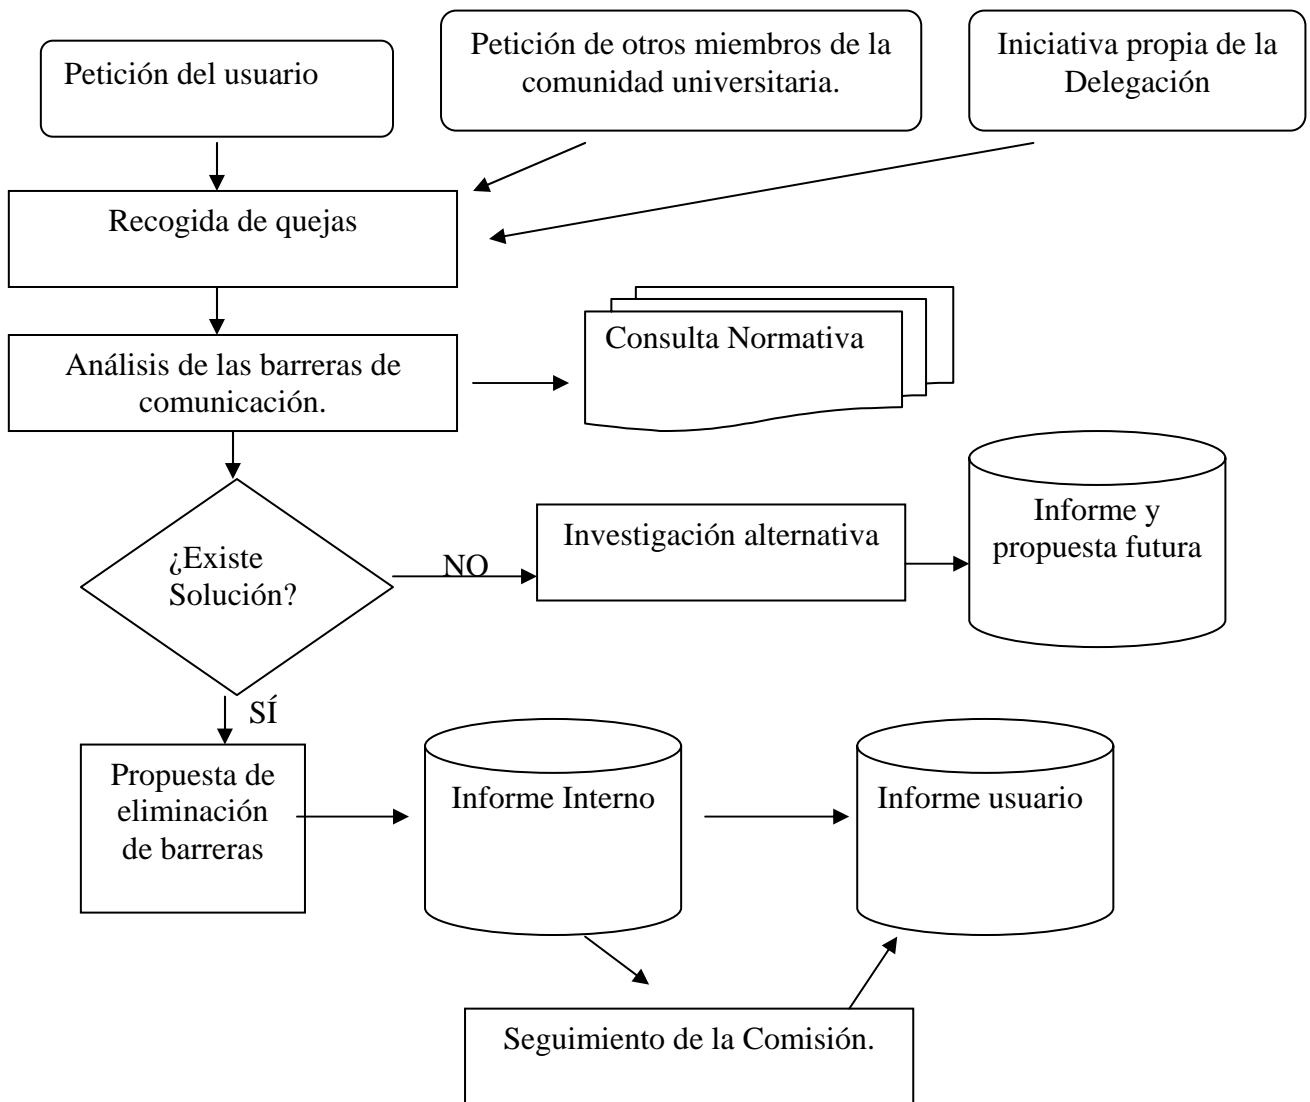 Petición del usuario
Petición de otros miembros de la
comunidad universitaria.
Iniciativa propia de la
Delegación
Recogida de quejas
Análisis de las barreras de
comunicación.
Consulta Normativa
¿Existe
Solución?
NO
Investigación alternativa
Informe y
propuesta futura
SÍ
Propuesta de
eliminación
de barreras
Informe Interno
Informe usuario
Seguimiento de la Comisión.